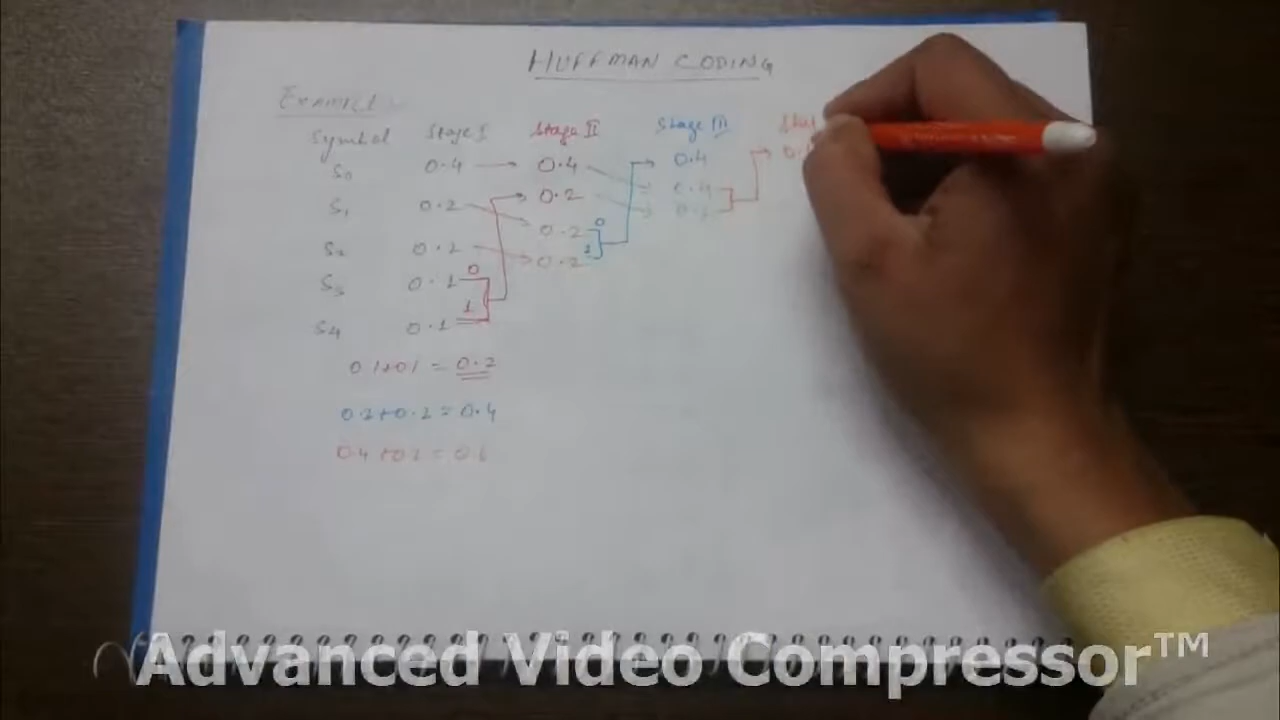 HUFFMAN CODING
EXAMPLE
Symbol Stage I Stage II Stage III
S0 0.4 0.4 0.4
0.2 0.4
S1 0.2 0.2 0 0.2
S2 0.2 0.2 1
S3 0.1 0
S4 0.1 1
0.1+0.1 = 0.2
0.2+0.2 = 0.4
0.4+0.2 = 0.6
Advanced Video Compressor™